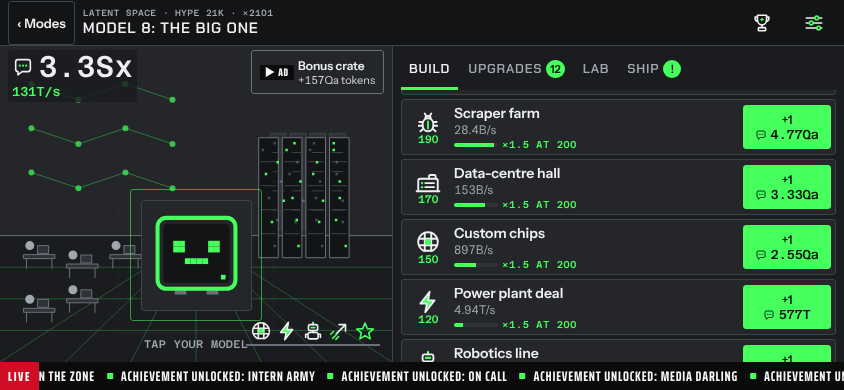 ‹ Modes
LATENT SPACE · HYPE 21K · ×2101
MODEL 8: THE BIG ONE
3.3Sx
131T/s
AD
Bonus crate
+157Qa tokens
TAP YOUR MODEL
BUILD
UPGRADES 12
LAB
SHIP !
Scraper farm
28.4B/s
190
×1.5 AT 200
+1
4.77Qa
Data-centre hall
153B/s
170
×1.5 AT 200
+1
3.33Qa
Custom chips
897B/s
150
×1.5 AT 200
+1
2.55Qa
Power plant deal
4.94T/s
120
×1.5 AT 200
+1
577T
Robotics line
+1
LIVE
N THE ZONE ■ ACHIEVEMENT UNLOCKED: INTERN ARMY ■ ACHIEVEMENT UNLOCKED: ON CALL ■ ACHIEVEMENT UNLOCKED: MEDIA DARLING ■ ACHIEVEMENT UN